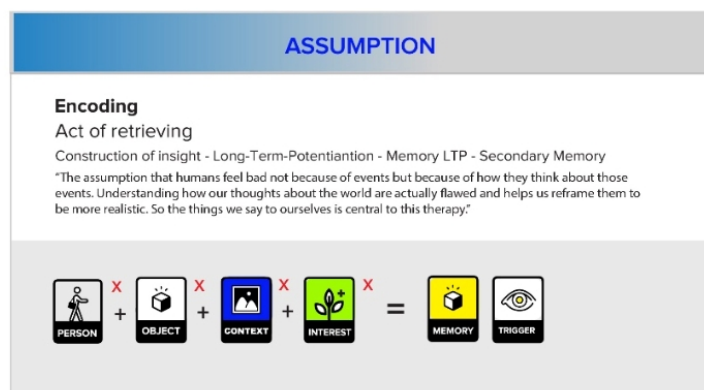 ASSUMPTION
Encoding
Act of retrieving
Construction of insight - Long-Term-Potentiantion - Memory LTP - Secondary Memory
"The assumption that humans feel bad not because of events but because of how they think about those
events. Understanding how our thoughts about the world are actually flawed and helps us reframe them to
be more realistic. So the things we say to ourselves is central to this therapy."
X X X X
+ + + =
PERSON OBJECT CONTEXT INTEREST MEMORY TRIGGER